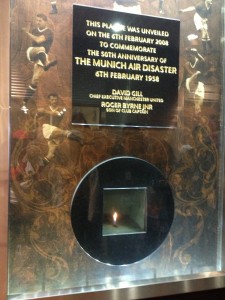 THIS PLAQUE WAS UNVEILED
ON THE 6TH FEBRUARY 2008
TO COMMEMORATE
THE 50TH ANNIVERSARY OF
THE MUNICH AIR DISASTER
6TH FEBRUARY 1958
DAVID GILL
CHIEF EXECUTIVE MANCHESTER UNITED
ROGER BYRNE JNR
SON OF CLUB CAPTAIN